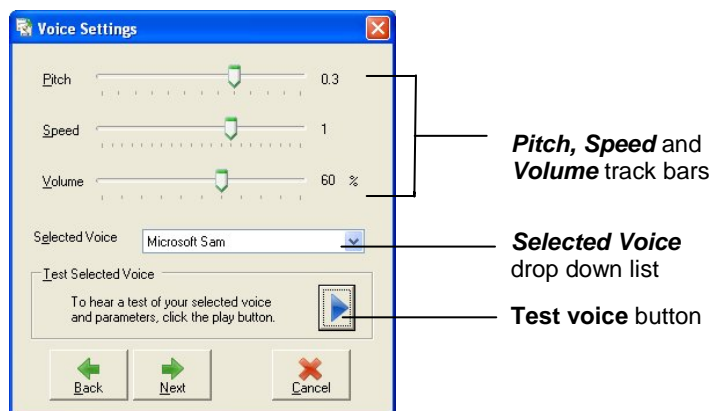 Voice Settings
Pitch 0.3
Speed 1
Volume 60 %
Selected Voice Microsoft Sam
Test Selected Voice
To hear a test of your selected voice
and parameters, click the play button.
Back Next Cancel
Pitch, Speed and
Volume track bars
Selected Voice
drop down list
Test voice button